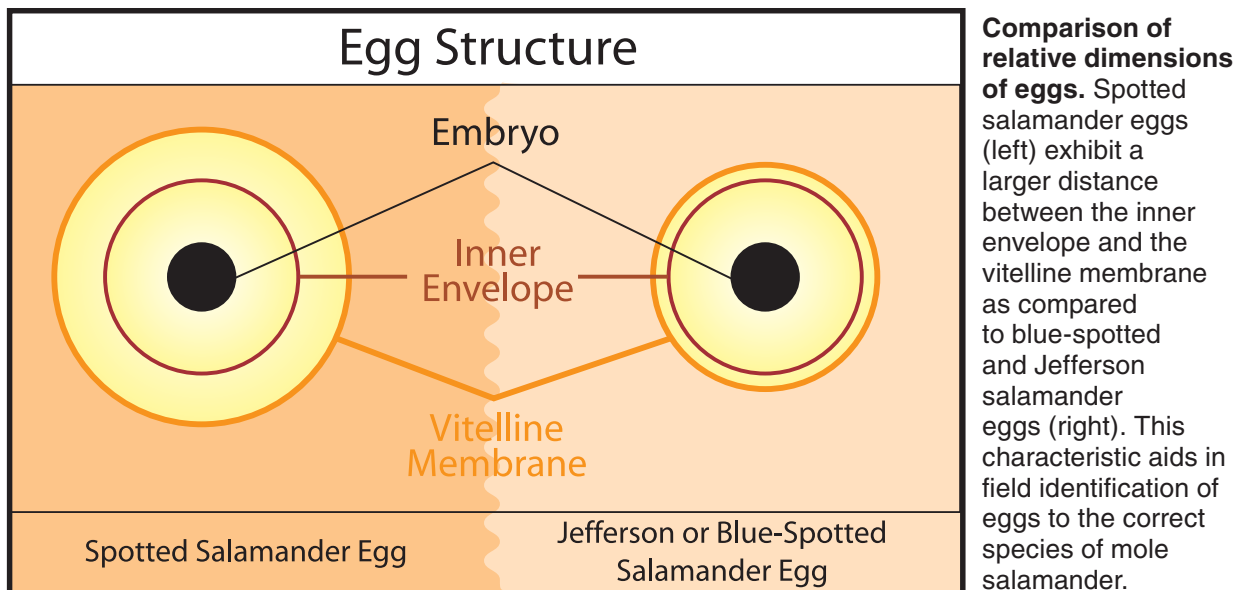 Egg Structure
Embryo
Inner
Envelope
Vitelline
Membrane
Spotted Salamander Egg
Jefferson or Blue-Spotted
Salamander Egg
Comparison of
relative dimensions
of eggs. Spotted
salamander eggs
(left) exhibit a
larger distance
between the inner
envelope and the
vitelline membrane
as compared
to blue-spotted
and Jefferson
salamander
eggs (right). This
characteristic aids in
field identification of
eggs to the correct
species of mole
salamander.